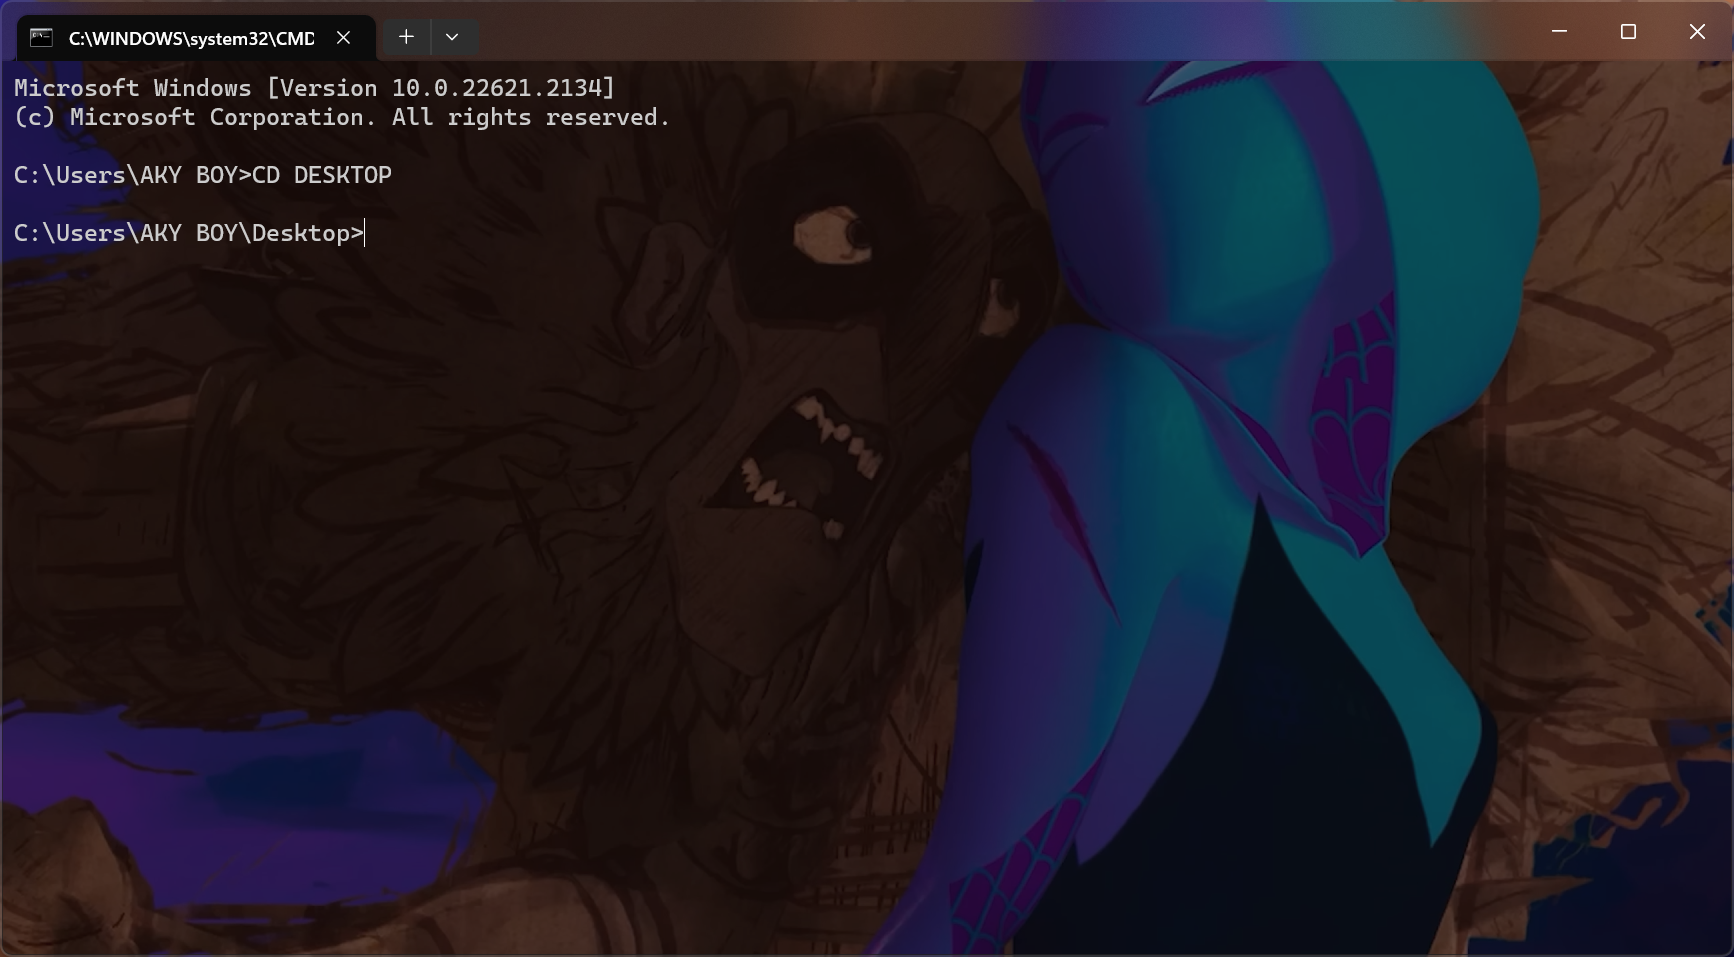 C:\WINDOWS\system32\CMD
Microsoft Windows [Version 10.0.22621.2134]
(c) Microsoft Corporation. All rights reserved.
C:\Users\AKY BOY>CD DESKTOP
C:\Users\AKY BOY\Desktop>